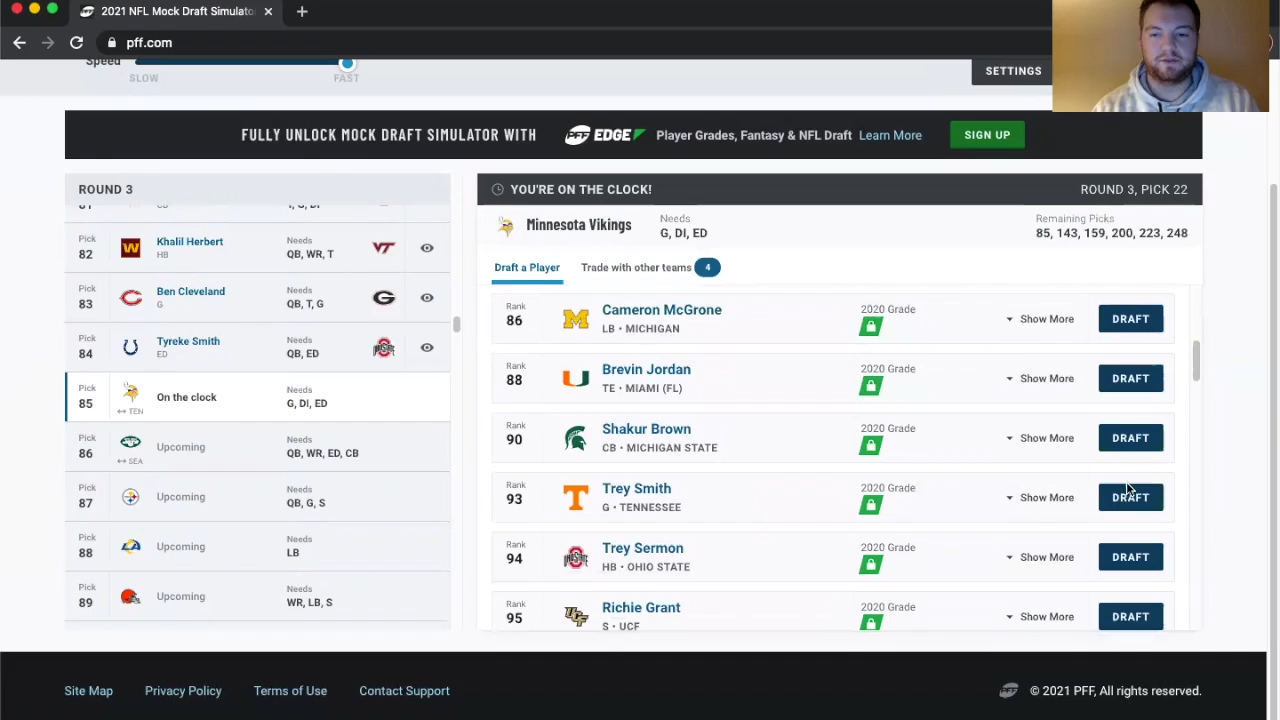 2021 NFL Mock Draft Simulato
pff.com
Speed
SLOW
FAST
SETTINGS
FULLY UNLOCK MOCK DRAFT SIMULATOR WITH
PFF EDGE
Player Grades, Fantasy & NFL Draft Learn More
SIGN UP
ROUND 3
81
Pick
82
W
Khalil Herbert
HB
Needs
QB, WR, T
VT
Pick
83
Ben Cleveland
G
Needs
QB, T, G
G
Pick
84
Tyreke Smith
ED
Needs
QB, ED
Pick
85
TEN
On the clock
Needs
G, DI, ED
Pick
86
SEA
Upcoming
Needs
QB, WR, ED, CB
Pick
87
Upcoming
Needs
QB, G, S
Pick
88
Upcoming
Needs
LB
Pick
89
Upcoming
Needs
WR, LB, S
YOU'RE ON THE CLOCK!
ROUND 3, PICK 22
Minnesota Vikings
Needs
G, DI, ED
Remaining Picks
85, 143, 159, 200, 223, 248
Draft a Player
Trade with other teams 4
Rank
86
Cameron McGrone
LB • MICHIGAN
2020 Grade
Show More
DRAFT
Rank
88
Brevin Jordan
TE • MIAMI (FL)
2020 Grade
Show More
DRAFT
Rank
90
Shakur Brown
CB • MICHIGAN STATE
2020 Grade
Show More
DRAFT
Rank
93
Trey Smith
G • TENNESSEE
2020 Grade
Show More
DRAFT
Rank
94
Trey Sermon
HB • OHIO STATE
2020 Grade
Show More
DRAFT
Rank
95
Richie Grant
S • UCF
2020 Grade
Show More
DRAFT
Site Map
Privacy Policy
Terms of Use
Contact Support
© 2021 PFF, All rights reserved.